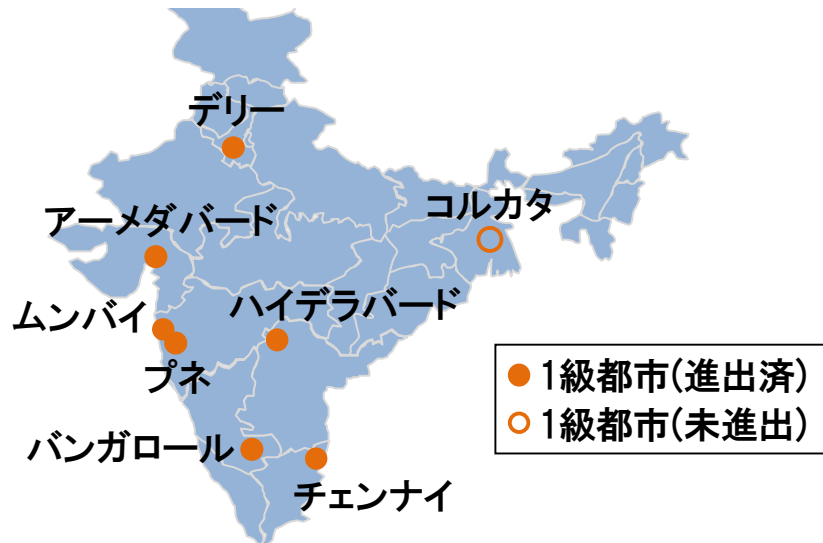 デリー
アーメダバード
コルカタ
ムンバイ
ハイデラバード
プネ
バンガロール
チェンナイ
1級都市(進出済)
1級都市(未進出)